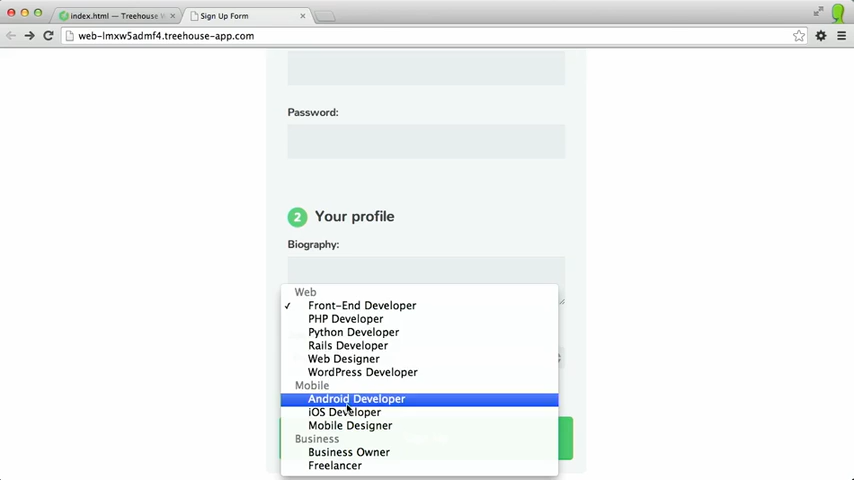 index.html — Treehouse
Sign Up Form
web-lmxw5admf4.treehouse-app.com
Password:
2 Your profile
Biography:
Web
✓ Front-End Developer
PHP Developer
Python Developer
Rails Developer
Web Designer
WordPress Developer
Mobile
Android Developer
iOS Developer
Mobile Designer
Business
Business Owner
Freelancer